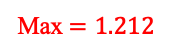 Max = 1.212